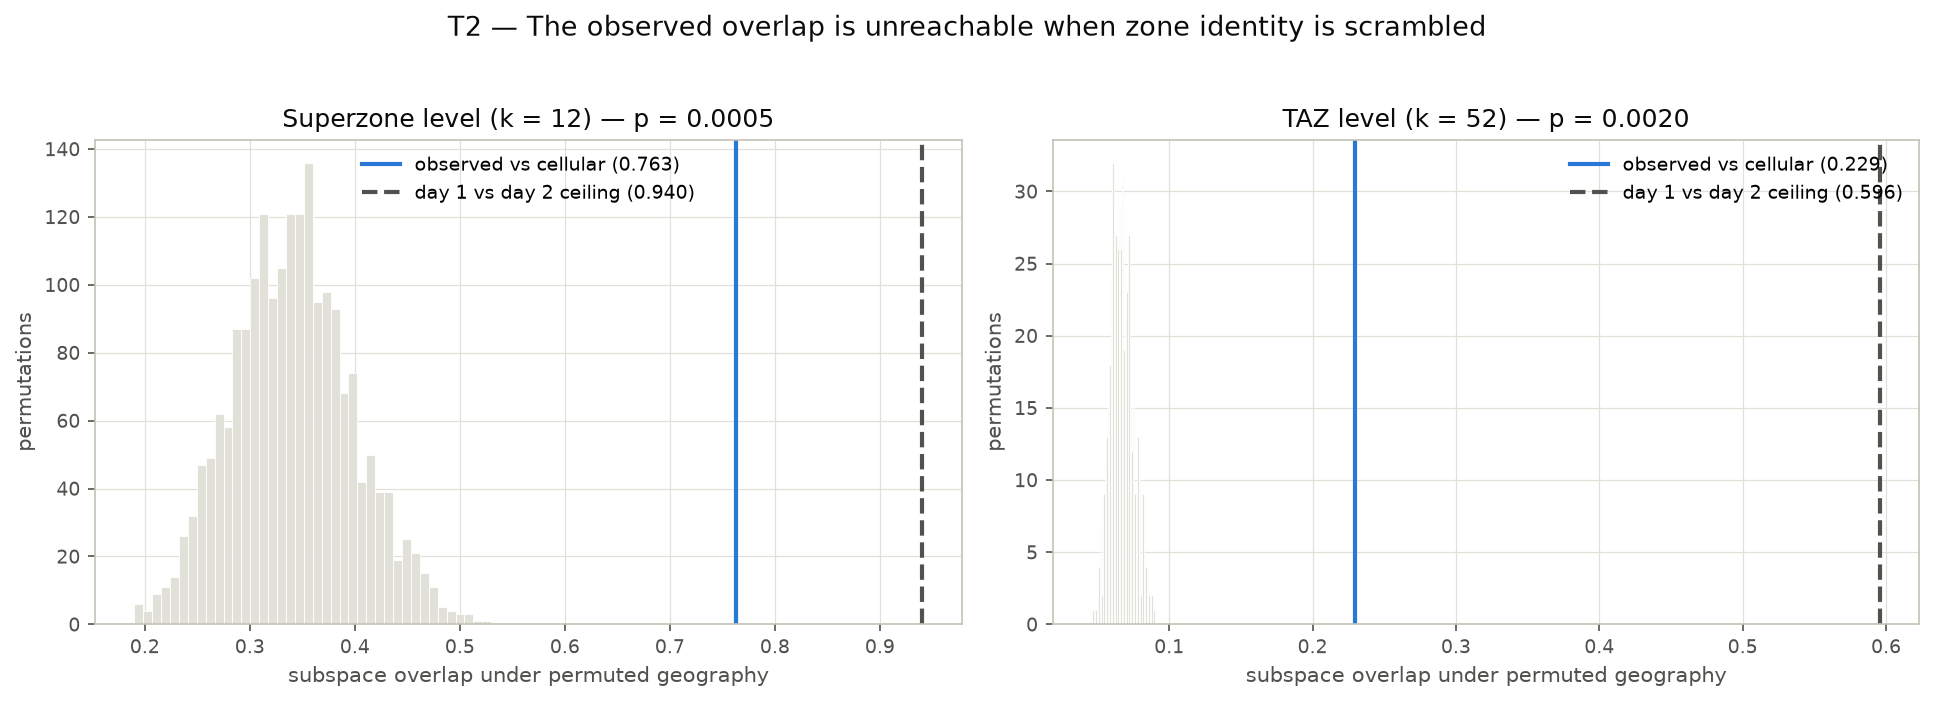 T2 — The observed overlap is unreachable when zone identity is scrambled
Superzone level (k = 12) — p = 0.0005
observed vs cellular (0.763)
day 1 vs day 2 ceiling (0.940)
permutations
140
120
100
80
60
40
20
0
0.2 0.3 0.4 0.5 0.6 0.7 0.8 0.9
subspace overlap under permuted geography
TAZ level (k = 52) — p = 0.0020
observed vs cellular (0.229)
day 1 vs day 2 ceiling (0.596)
permutations
30
25
20
15
10
5
0
0.1 0.2 0.3 0.4 0.5 0.6
subspace overlap under permuted geography